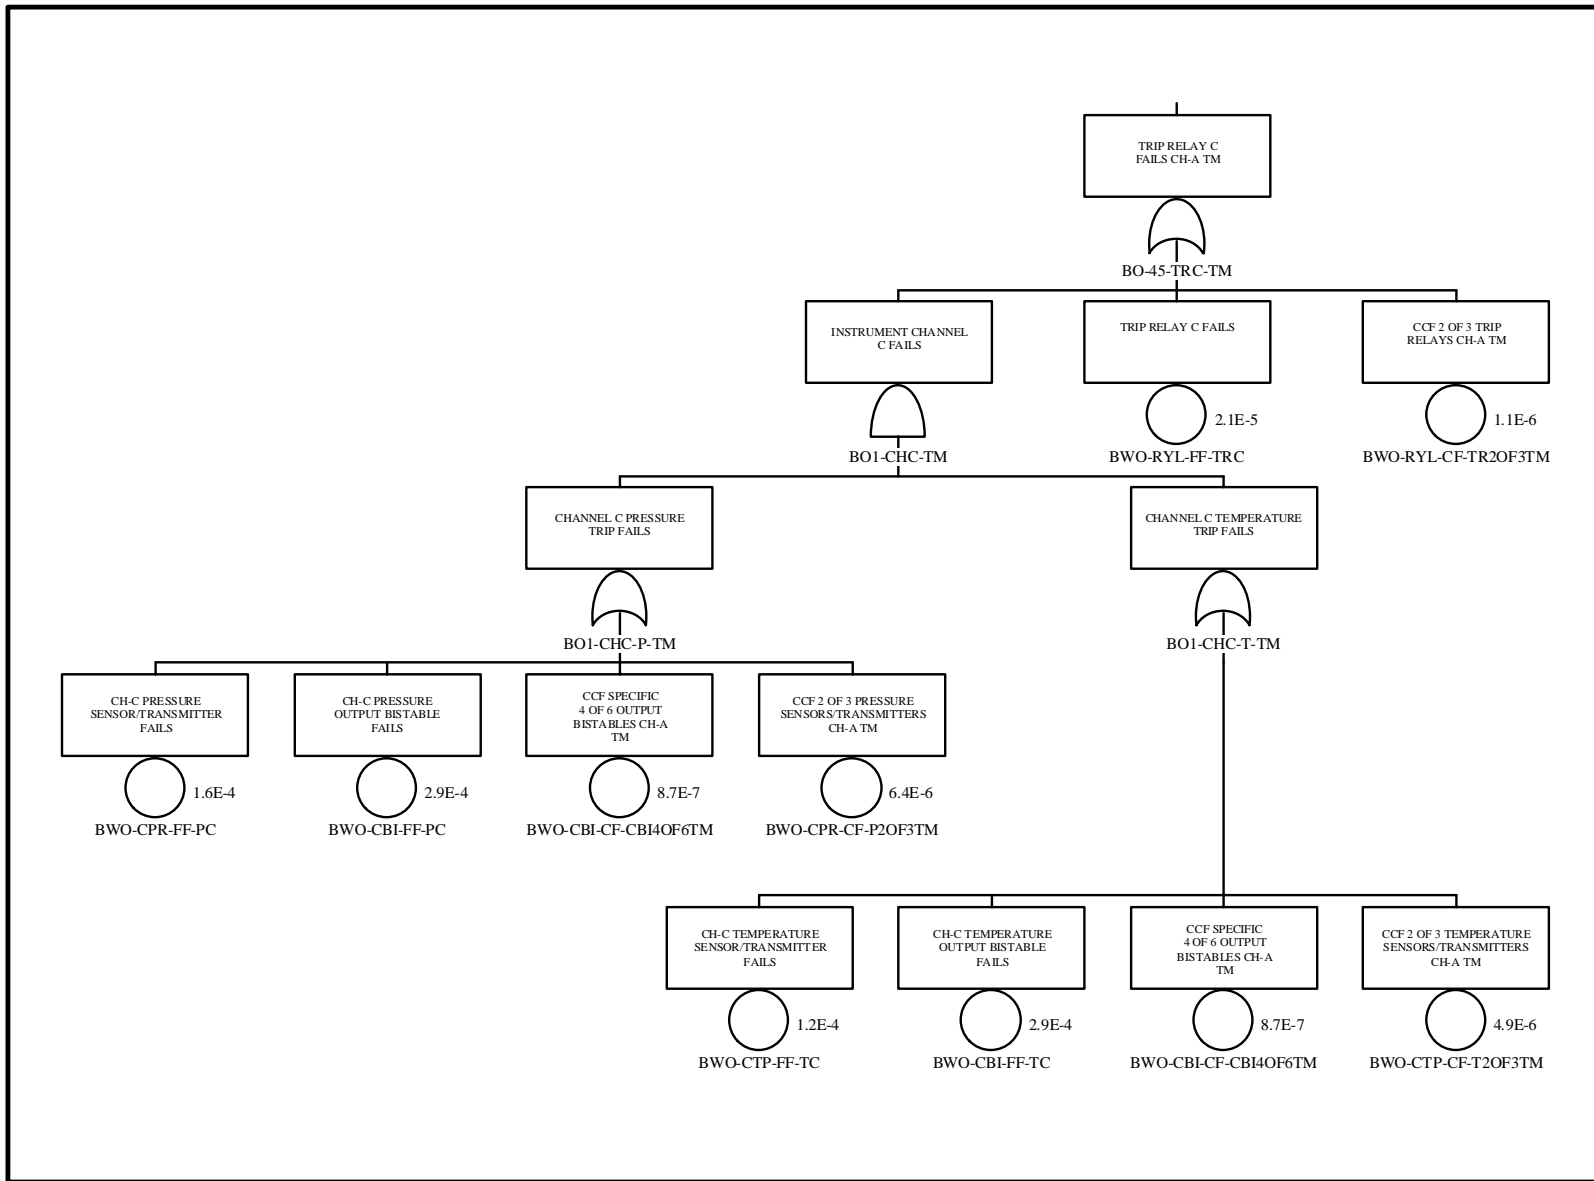 TRIP RELAY C
FAILS CH-A TM
BO-45-TRC-TM
INSTRUMENT CHANNEL
C FAILS
BO1-CHC-TM
TRIP RELAY C FAILS
2.1E-5
BWO-RYL-FF-TRC
CCF 2 OF 3 TRIP
RELAYS CH-A TM
1.1E-6
BWO-RYL-CF-TR2OF3TM
CHANNEL C PRESSURE
TRIP FAILS
BO1-CHC-P-TM
CHANNEL C TEMPERATURE
TRIP FAILS
BO1-CHC-T-TM
CH-C PRESSURE
SENSOR/TRANSMITTER
FAILS
1.6E-4
BWO-CPR-FF-PC
CH-C PRESSURE
OUTPUT BISTABLE
FAILS
2.9E-4
BWO-CBI-FF-PC
CCF SPECIFIC
4 OF 6 OUTPUT
BISTABLES CH-A
TM
8.7E-7
BWO-CBI-CF-CBI4OF6TM
CCF 2 OF 3 PRESSURE
SENSORS/TRANSMITTERS
CH-A TM
6.4E-6
BWO-CPR-CF-P2OF3TM
CH-C TEMPERATURE
SENSOR/TRANSMITTER
FAILS
1.2E-4
BWO-CTP-FF-TC
CH-C TEMPERATURE
OUTPUT BISTABLE
FAILS
2.9E-4
BWO-CBI-FF-TC
CCF SPECIFIC
4 OF 6 OUTPUT
BISTABLES CH-A
TM
8.7E-7
BWO-CBI-CF-CBI4OF6TM
CCF 2 OF 3 TEMPERATURE
SENSORS/TRANSMITTERS
CH-A TM
4.9E-6
BWO-CTP-CF-T2OF3TM